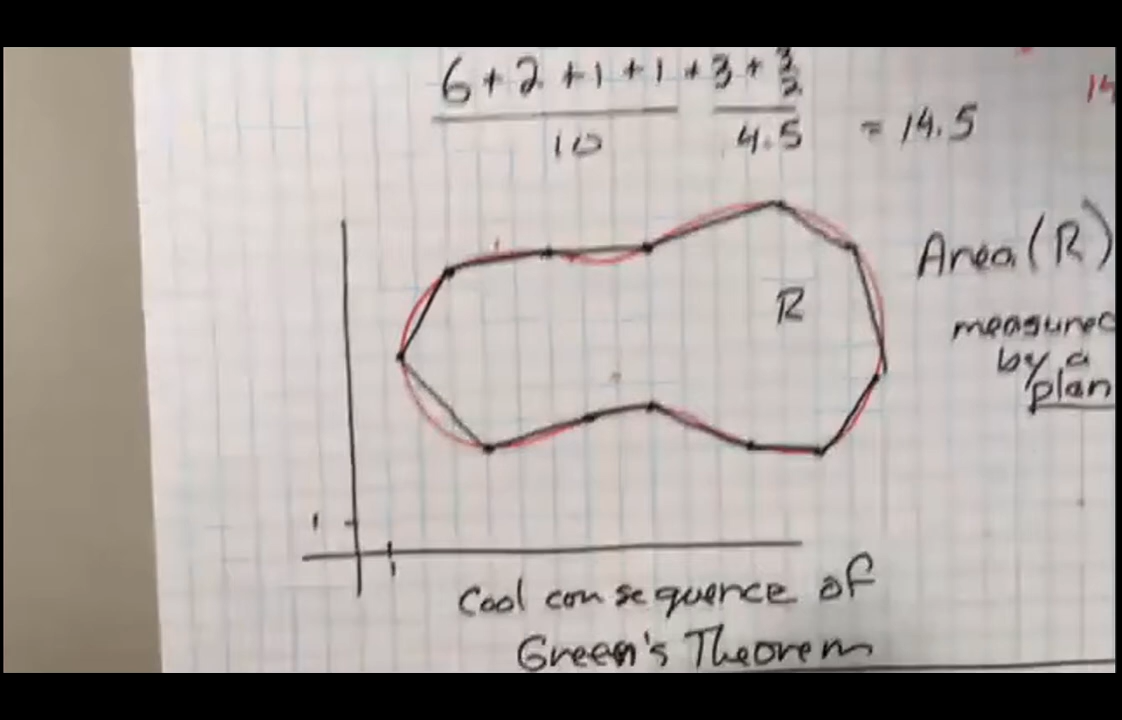 6 + 2 + 1 + 1 + 3 + 3/2
10 4.5 = 14.5
Area (R)
R
measured
by a
1
1
Cool consequence of
Green's Theorem